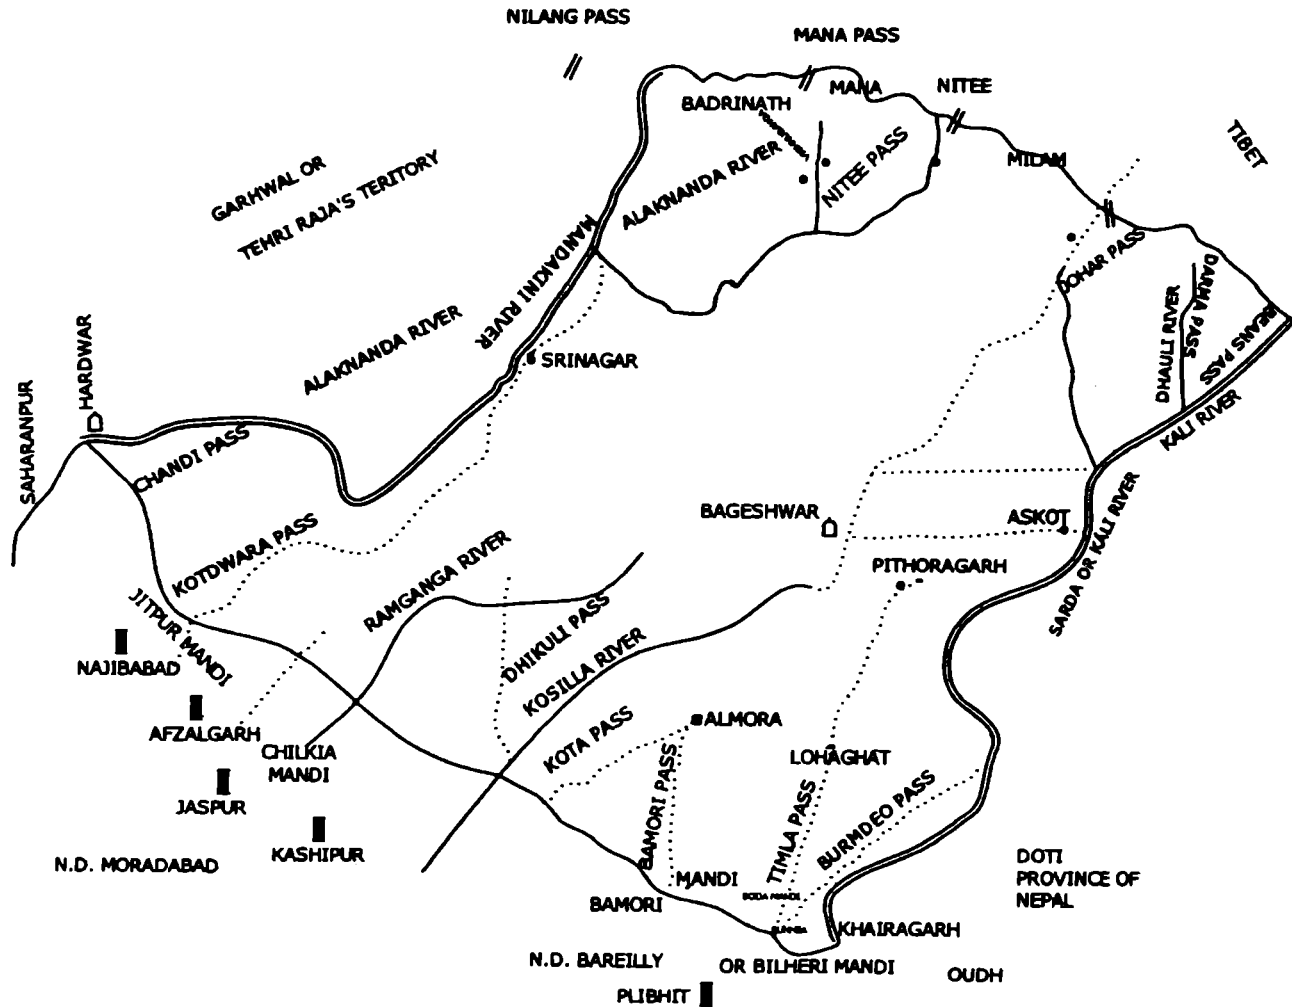 NILANG PASS
MANA PASS
BADRINATH
MAHA
NITEE
TIBET
MILAM
GARHWAL OR
TEHRI RAJA'S TERITORY
ALAKNANDA RIVER
NITEE PASS
MANDAKINI RIVER
JOHAR PASS
DHAULI RIVER
DARMA PASS
BEANS PASS
KALI RIVER
ALAKNANDA RIVER
SRINAGAR
HARDWAR
SAHARANPUR
CHANDI PASS
KOTDWARA PASS
BAGESHWAR
ASKOT
SARDA OR KALI RIVER
PITHORAGARH
RAMGANGA RIVER
DHIKULI PASS
KOSILLA RIVER
JITPUR MANDI
NAJIBABAD
AFZALGARH
CHILKIA
MANDI
JASPUR
KASHIPUR
N.D. MORADABAD
KOTA PASS
ALMORA
BAMORI PASS
LOHAGHAT
TIMLA PASS
BURMDEO PASS
MANDI
BAMORI
DOTI
PROVINCE OF
NEPAL
KHAIRAGARH
N.D. BAREILLY
OR BILHERI MANDI
OUDH
PLIBHIT